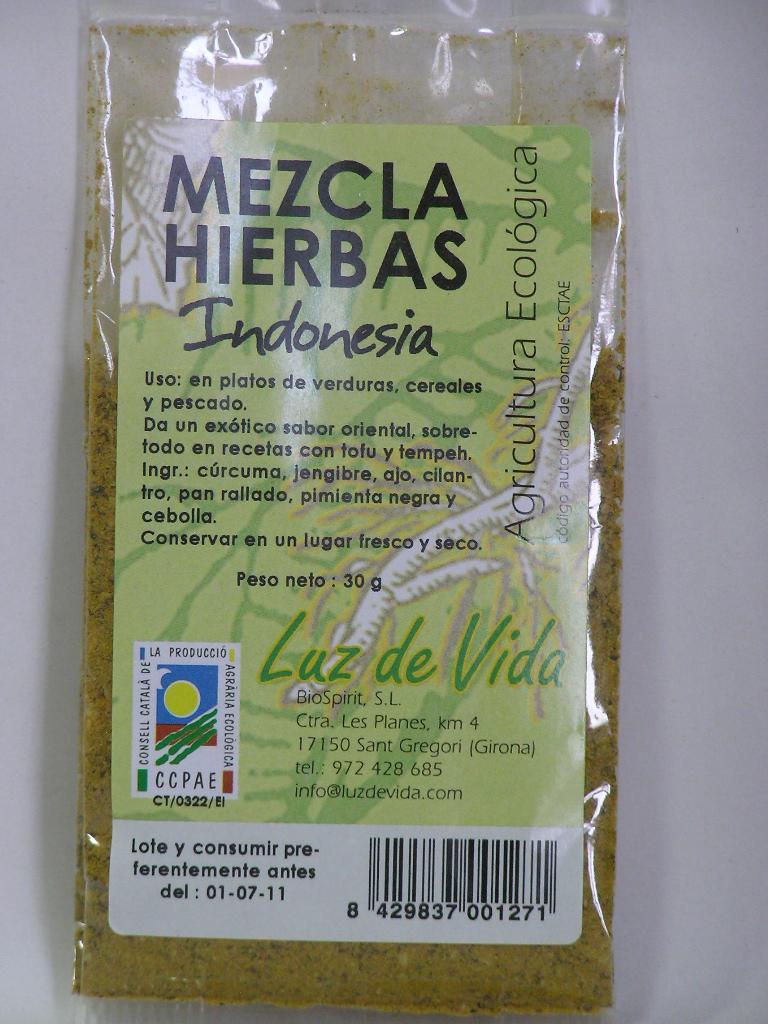 MEZCLA
HIERBAS
Indonesia
Agricultura Ecológica
código autoridad de control: ESCTAE
Uso: en platos de verduras, cereales
y pescado.
Da un exótico sabor oriental, sobre-
todo en recetas con tofu y tempeh.
Ingr.: cúrcuma, jengibre, ajo, cilan-
tro, pan rallado, pimienta negra y
cebolla.
Conservar en un lugar fresco y seco.
Peso neto : 30 g
Luz de Vida
BioSpirit, S.L.
Ctra. Les Planes, km 4
17150 Sant Gregori (Girona)
tel.: 972 428 685
info@luzdevida.com
CONSELL CATALÀ DE
LA PRODUCCIÓ
AGRÀRIA ECOLÒGICA
CCPAE
CT/0322/EI
Lote y consumir pre-
ferentemente antes
del : 01-07-11
8 429837 001271